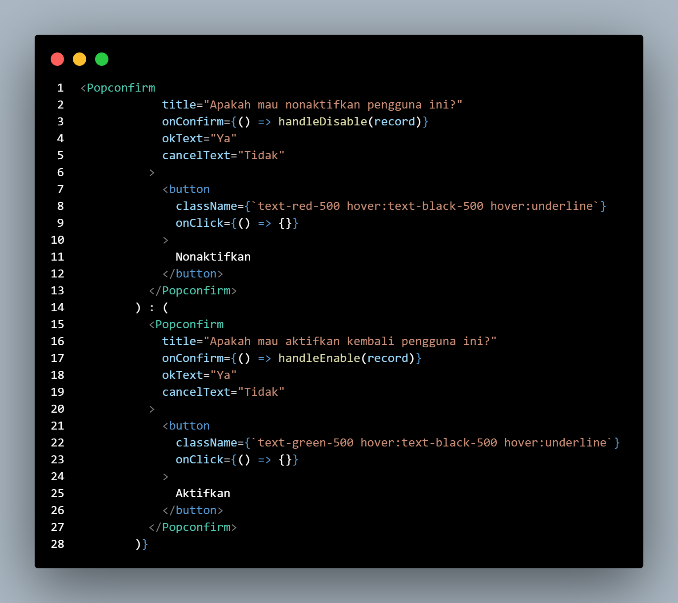 1 <Popconfirm
2 title="Apakah mau nonaktifkan pengguna ini?"
3 onConfirm={() => handleDisable(record)}
4 okText="Ya"
5 cancelText="Tidak"
6 >
7 <button
8 className={`text-red-500 hover:text-black-500 hover:underline`}
9 onClick={() => {}}
10 >
11 Nonaktifkan
12 </button>
13 </Popconfirm>
14 ) : (
15 <Popconfirm
16 title="Apakah mau aktifkan kembali pengguna ini?"
17 onConfirm={() => handleEnable(record)}
18 okText="Ya"
19 cancelText="Tidak"
20 >
21 <button
22 className={`text-green-500 hover:text-black-500 hover:underline`}
23 onClick={() => {}}
24 >
25 Aktifkan
26 </button>
27 </Popconfirm>
28 )}